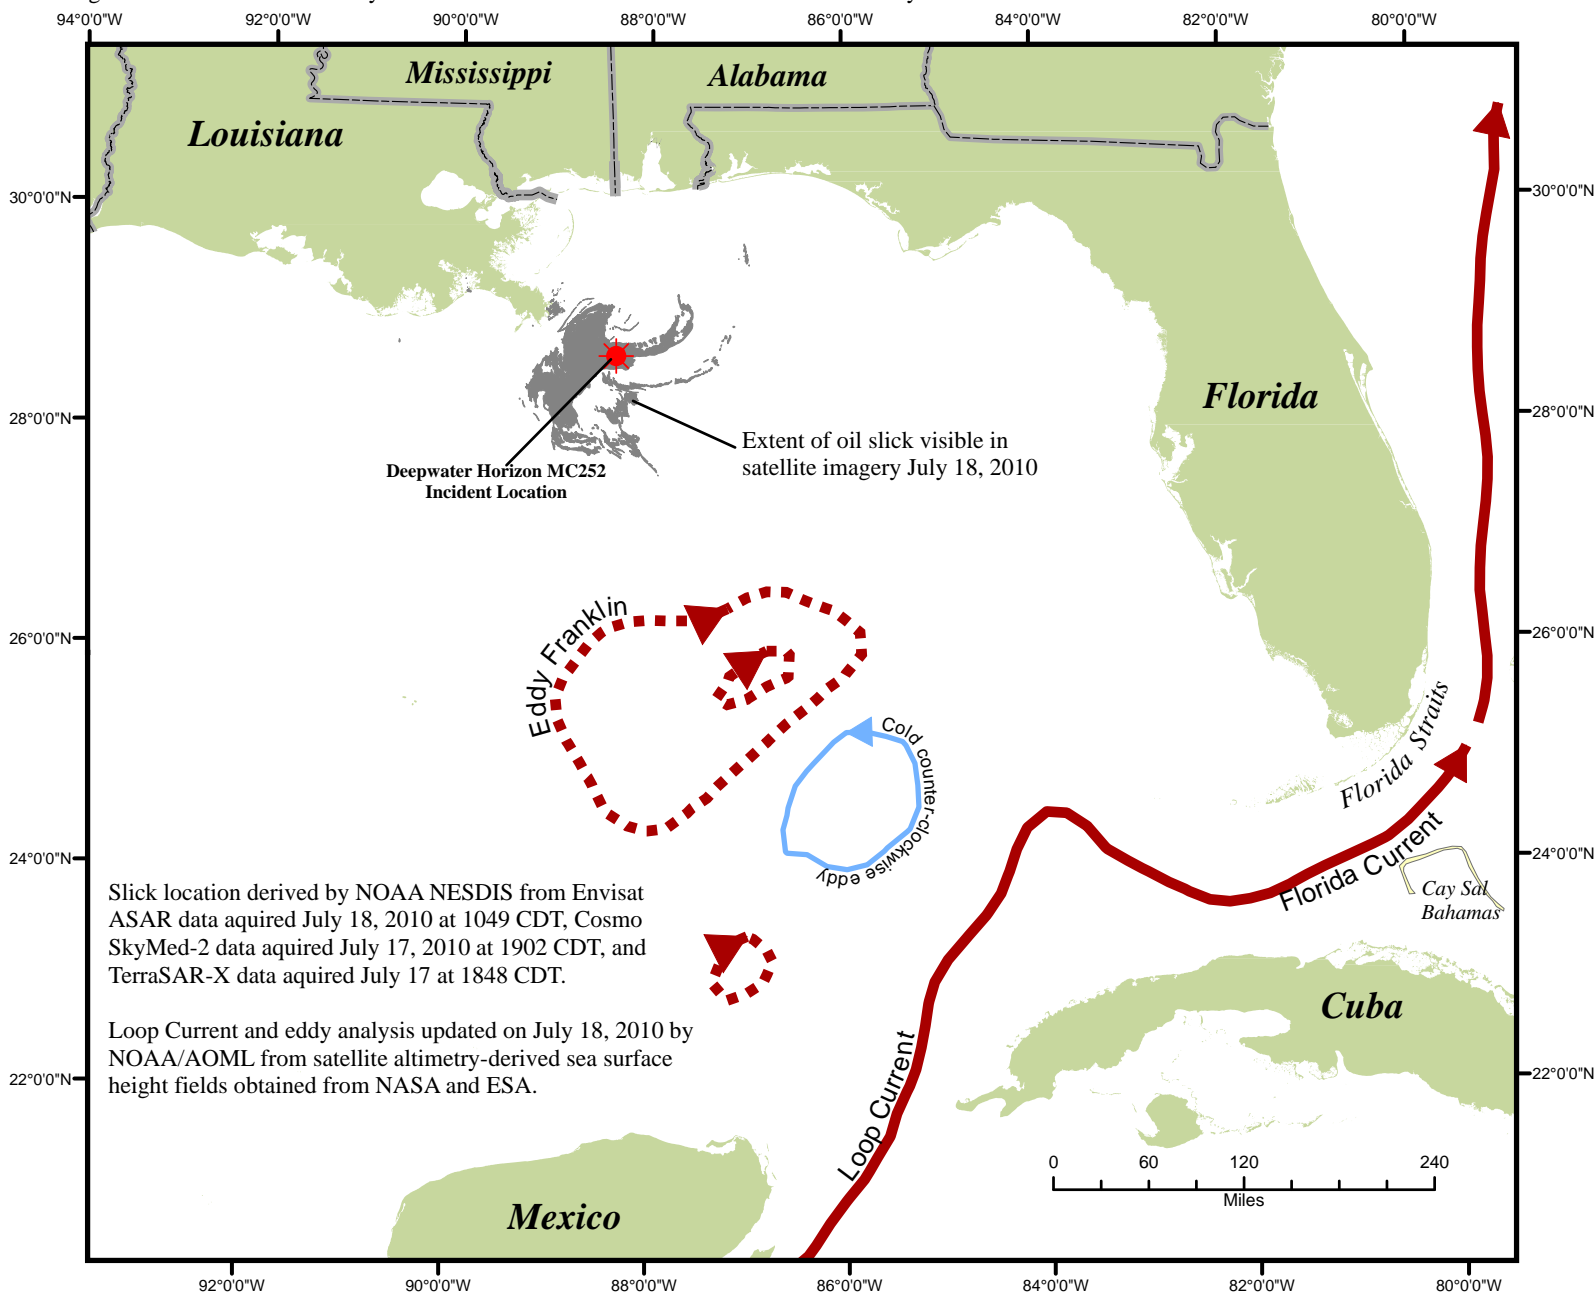 94°0'0"W 92°0'0"W 90°0'0"W 88°0'0"W 86°0'0"W 84°0'0"W 82°0'0"W 80°0'0"W
Mississippi
Alabama
Louisiana
30°0'0"N
30°0'0"N
Florida
28°0'0"N
28°0'0"N
Extent of oil slick visible in
satellite imagery July 18, 2010
Deepwater Horizon MC252
Incident Location
Eddy Franklin
26°0'0"N
26°0'0"N
Cold counter-clockwise eddy
Florida Straits
Florida Current
24°0'0"N
24°0'0"N
Cay Sal
Bahamas
Slick location derived by NOAA NESDIS from Envisat
ASAR data aquired July 18, 2010 at 1049 CDT, Cosmo
SkyMed-2 data aquired July 17, 2010 at 1902 CDT, and
TerraSAR-X data aquired July 17 at 1848 CDT.
Cuba
Loop Current and eddy analysis updated on July 18, 2010 by
NOAA/AOML from satellite altimetry-derived sea surface
height fields obtained from NASA and ESA.
22°0'0"N
22°0'0"N
Loop Current
0 60 120 240
Miles
Mexico
92°0'0"W 90°0'0"W 88°0'0"W 86°0'0"W 84°0'0"W 82°0'0"W 80°0'0"W